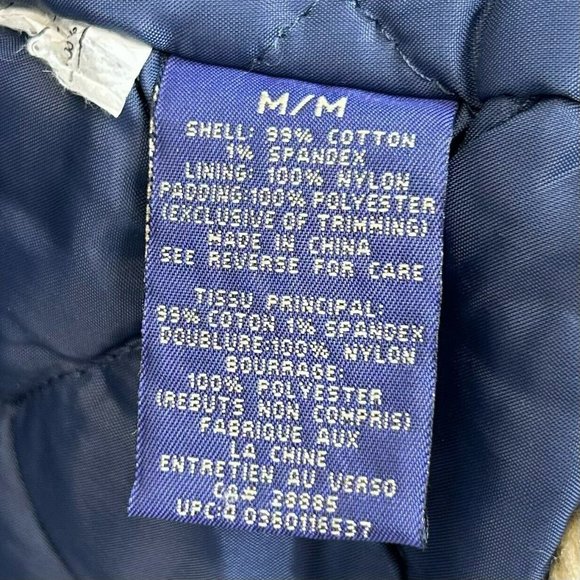 M/M
SHELL: 99% COTTON
1% SPANDEX
LINING: 100% NYLON
PADDING:100% POLYESTER
(EXCLUSIVE OF TRIMMING)
MADE IN CHINA
SEE REVERSE FOR CARE
TISSU PRINCIPAL:
99% COTON 1% SPANDEX
DOUBLURE:100% NYLON
BOURRAGE:
100% POLYESTER
(REBUTS NON COMPRIS)
FABRIQUE AUX
LA CHINE
ENTRETIEN AU VERSO
CA# 28885
UPC:4 0360116537